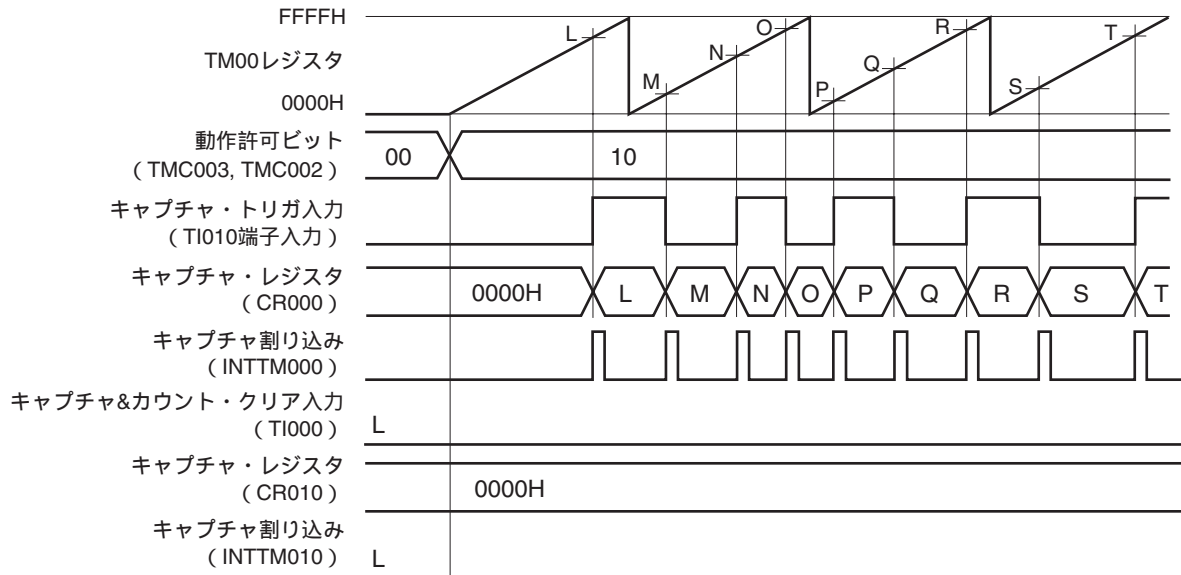 FFFFH
TM00レジスタ
0000H
L M N O P Q R S T
動作許可ビット
（TMC003, TMC002）
00 10
キャプチャ・トリガ入力
（TI010端子入力）
キャプチャ・レジスタ
（CR000）
0000H L M N O P Q R S T
キャプチャ割り込み
（INTTM000）
キャプチャ&カウント・クリア入力
（TI000） L
キャプチャ・レジスタ
（CR010） 0000H
キャプチャ割り込み
（INTTM010） L